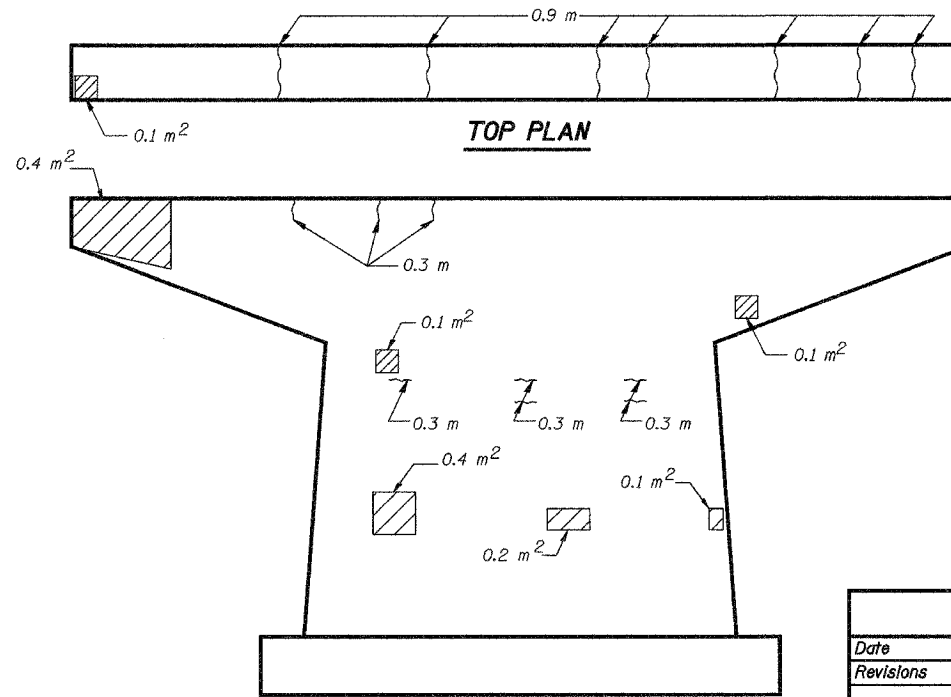 0.9 m
0.1 m²
TOP PLAN
0.4 m²
0.3 m
0.1 m²
0.1 m²
0.3 m
0.3 m
0.3 m
0.4 m²
0.1 m²
0.2 m²
Date
Revisions